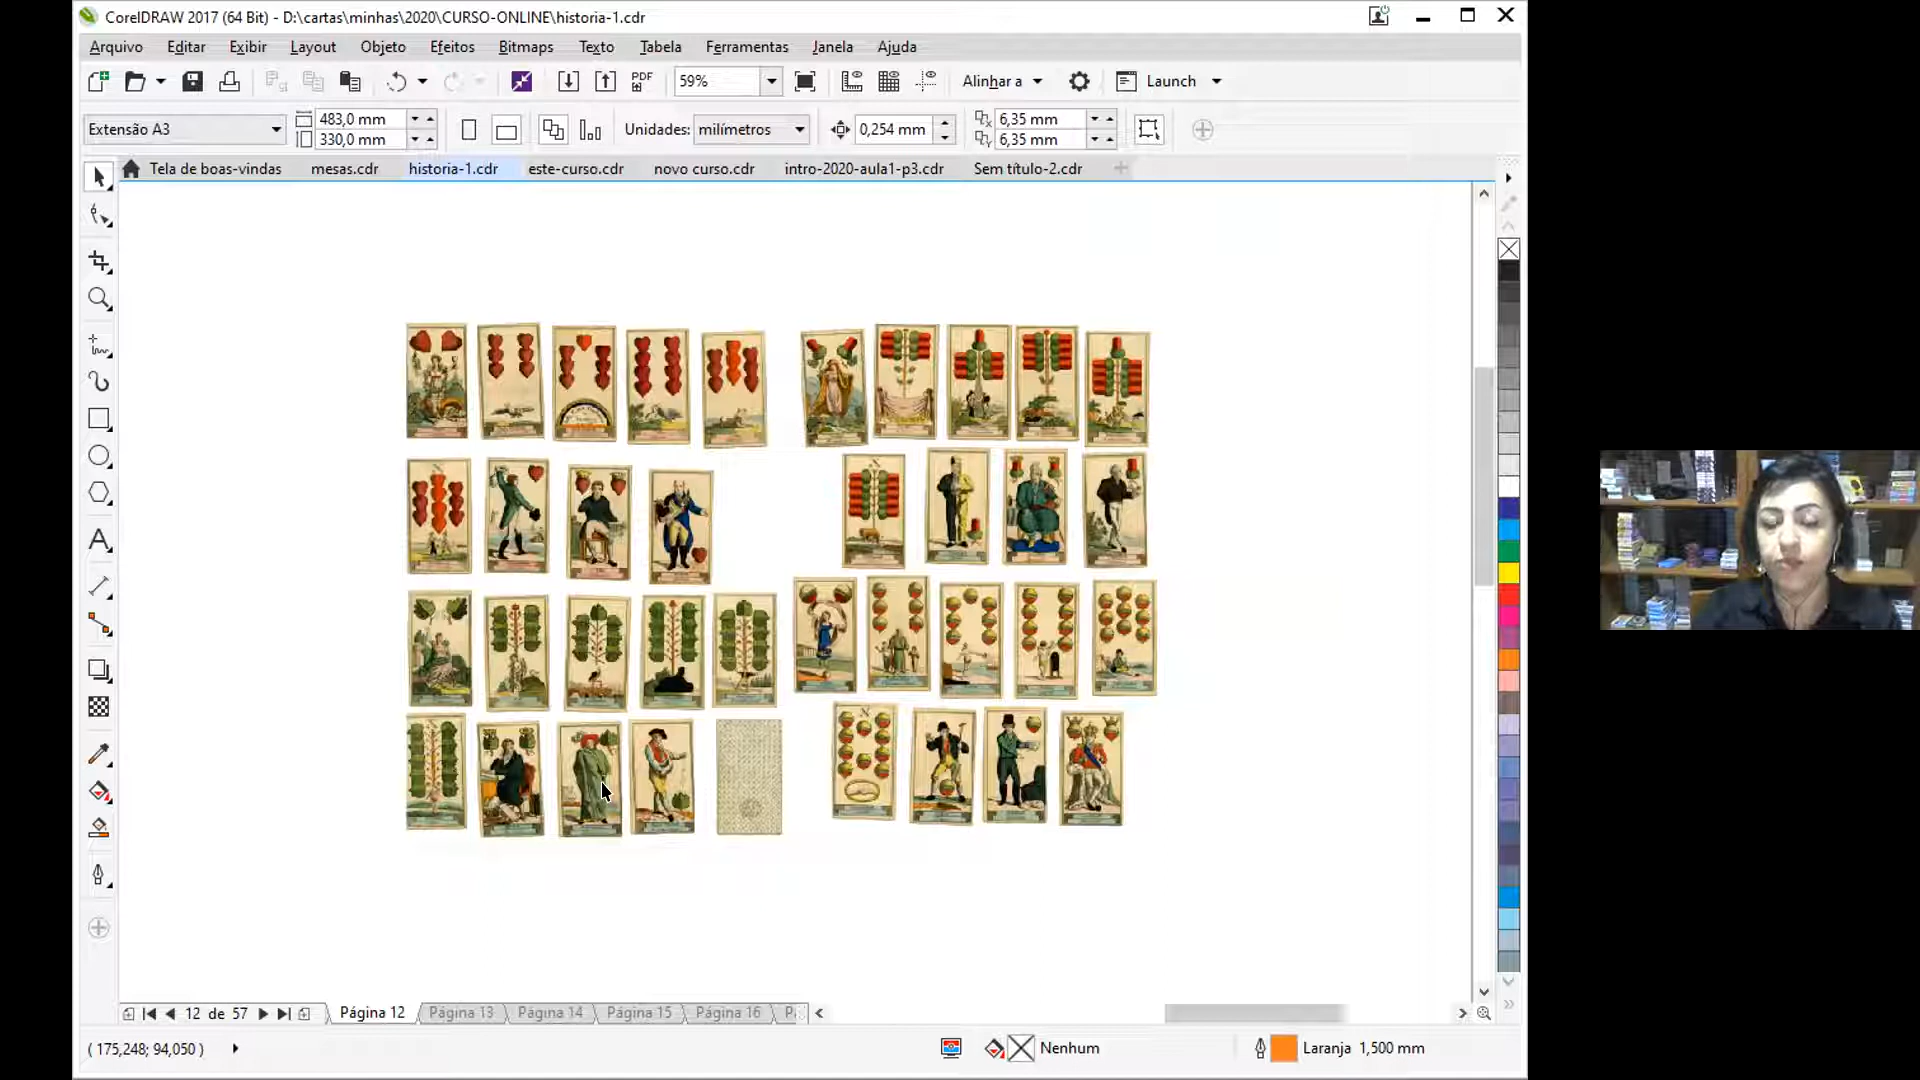 CorelDRAW 2017 (64 Bit) - D:\cartas\minhas\2020\CURSO-ONLINE\historia-1.cdr
Arquivo Editar Exibir Layout Objeto Efeitos Bitmaps Texto Tabela Ferramentas Janela Ajuda
PDF 59% Alinhar a Launch
Extensão A3 483,0 mm 330,0 mm Unidades: milímetros 0,254 mm 6,35 mm 6,35 mm
Tela de boas-vindas mesas.cdr historia-1.cdr este-curso.cdr novo curso.cdr intro-2020-aula1-p3.cdr Sem título-2.cdr
12 de 57 Página 12 Página 13 Página 14 Página 15 Página 16
( 175,248; 94,050 ) Nenhum Laranja 1,500 mm